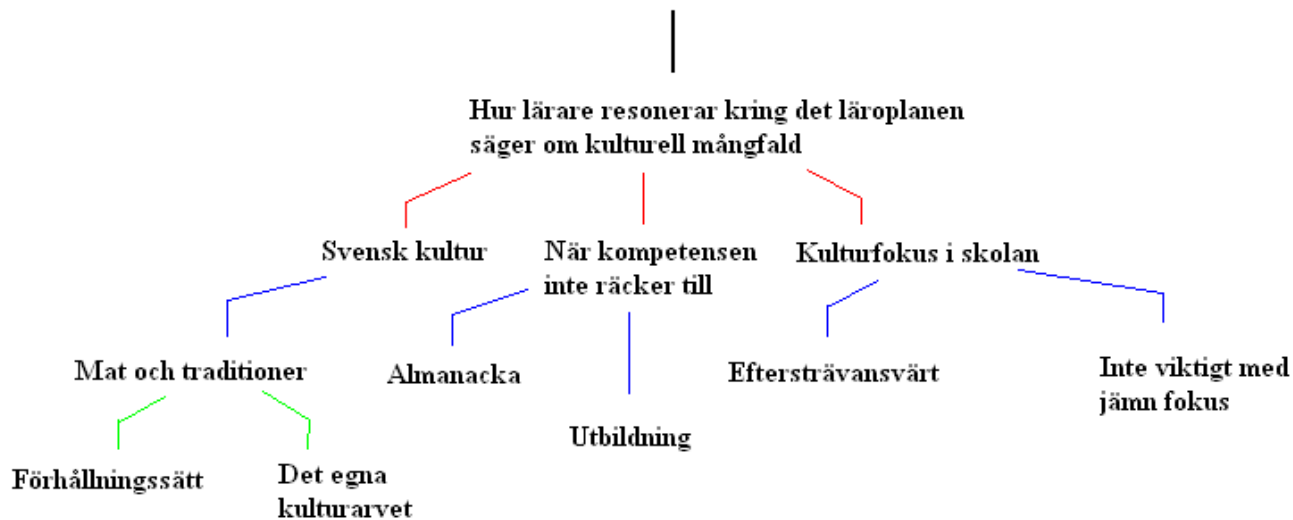 Hur lärare resonerar kring det läroplanen
säger om kulturell mångfald
Svensk kultur
När kompetensen
inte räcker till
Kulturfokus i skolan
Mat och traditioner
Almanacka
Eftersträvansvärt
Inte viktigt med
jämn fokus
Utbildning
Förhållningssätt
Det egna
kulturarvet